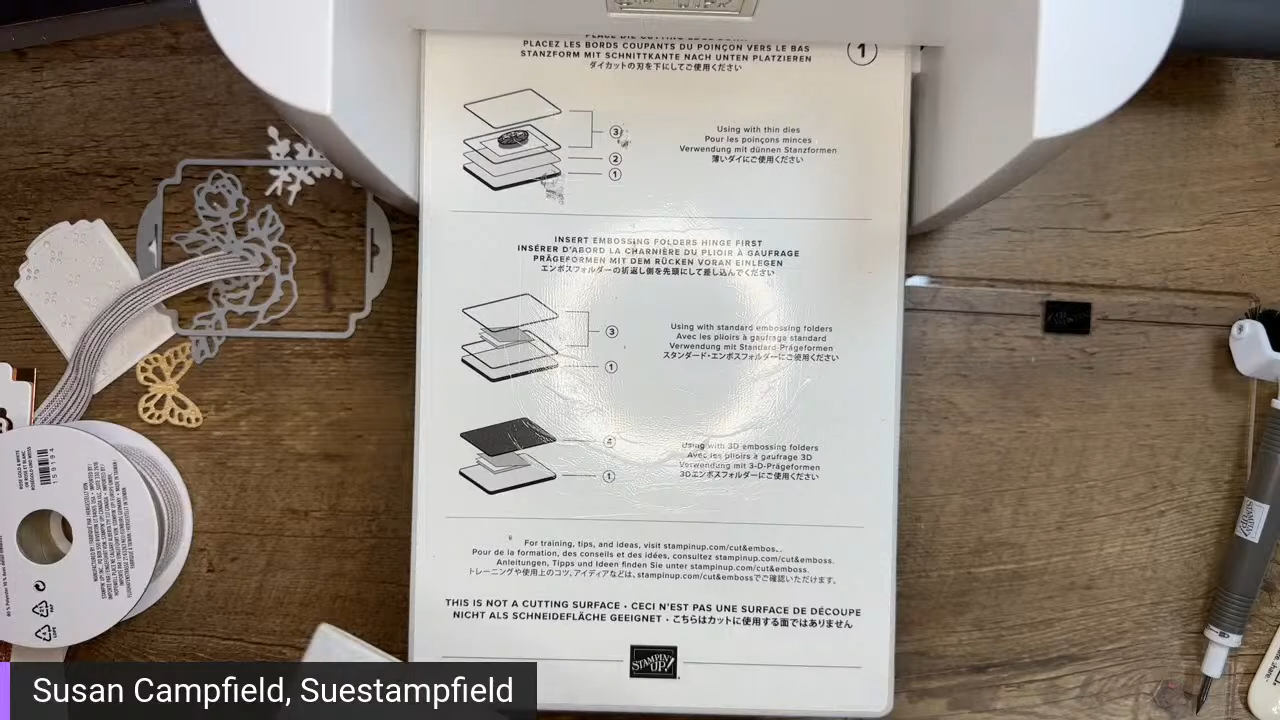 PLACEZ LES BORDS COUPANTS DU POINÇON VERS LE BAS
STANZFORM MIT SCHNITTKANTE NACH UNTEN PLATZIEREN
ダイカットの刃を下にしてご使用ください
1
3
2
1
Using with thin dies
Pour les poinçons minces
Verwendung mit dünnen Stanzformen
薄いダイにご使用ください
INSERT EMBOSSING FOLDERS HINGE FIRST
INSÉRER D'ABORD LA CHARNIÈRE DU PLIOIR À GAUFRAGE
PRÄGEFORMEN MIT DEM RÜCKEN VORAN EINLEGEN
エンボスフォルダーの折返し側を先頭にして差し込んでください
3
1
Using with standard embossing folders
Avec les plioirs à gaufrage standard
Verwendung mit Standard-Prägeformen
スタンダード・エンボスフォルダーにご使用ください
4
1
Using with 3D embossing folders
Avec les plioirs à gaufrage 3D
Verwendung mit 3-D-Prägeformen
3Dエンボスフォルダーにご使用ください
For training, tips, and ideas, visit stampinup.com/cut&embos..
Pour de la formation, des conseils et des idées, consultez stampinup.com/cut&emboss.
Anleitungen, Tipps und Ideen finden Sie unter stampinup.com/cut&emboss.
トレーニングや使用上のコツ、アイディアなどは、stampinup.com/cut&embossでご確認いただけます。
THIS IS NOT A CUTTING SURFACE • CECI N'EST PAS UNE SURFACE DE DÉCOUPE
NICHT ALS SCHNEIDEFLÄCHE GEEIGNET • こちらはカットに使用する面ではありません
STAMPIN' UP!
Susan Campfield, Suestampfield